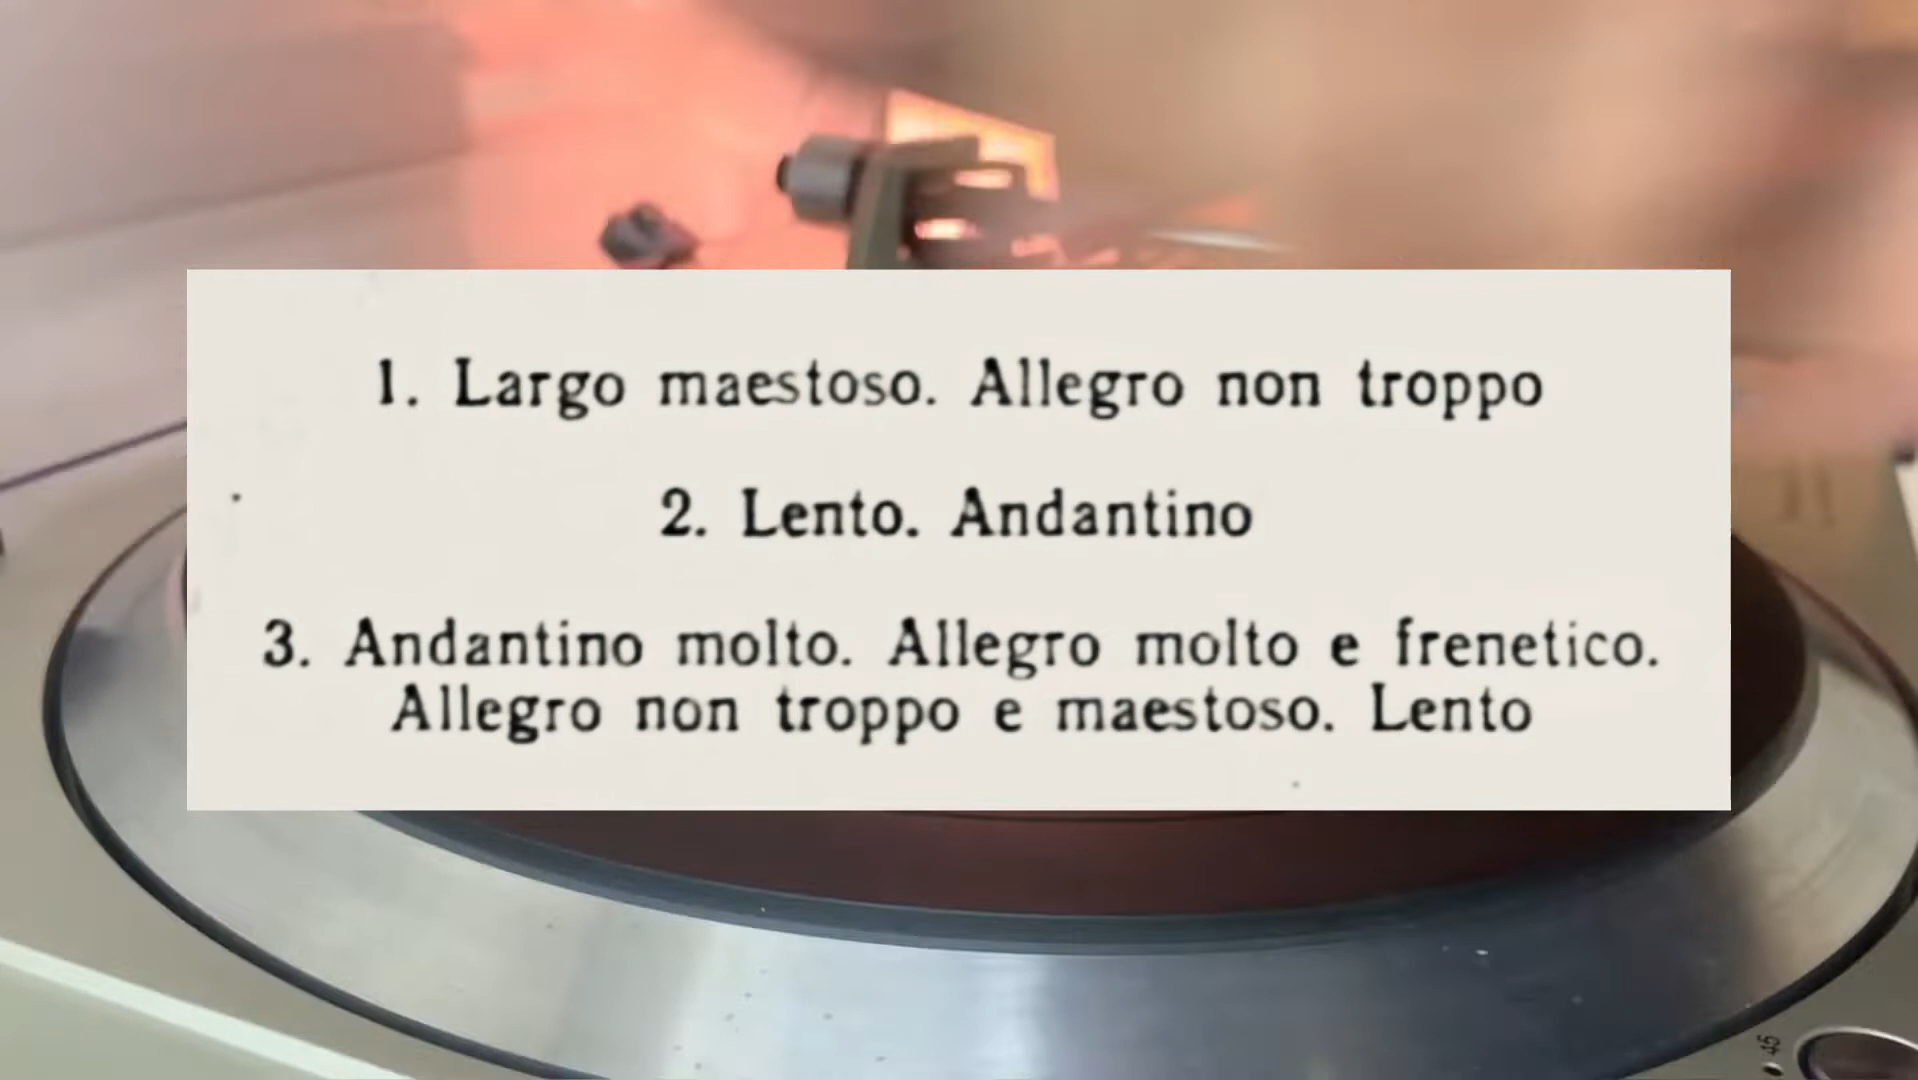 1. Largo maestoso. Allegro non troppo
2. Lento. Andantino
3. Andantino molto. Allegro molto e frenetico.
Allegro non troppo e maestoso. Lento
45